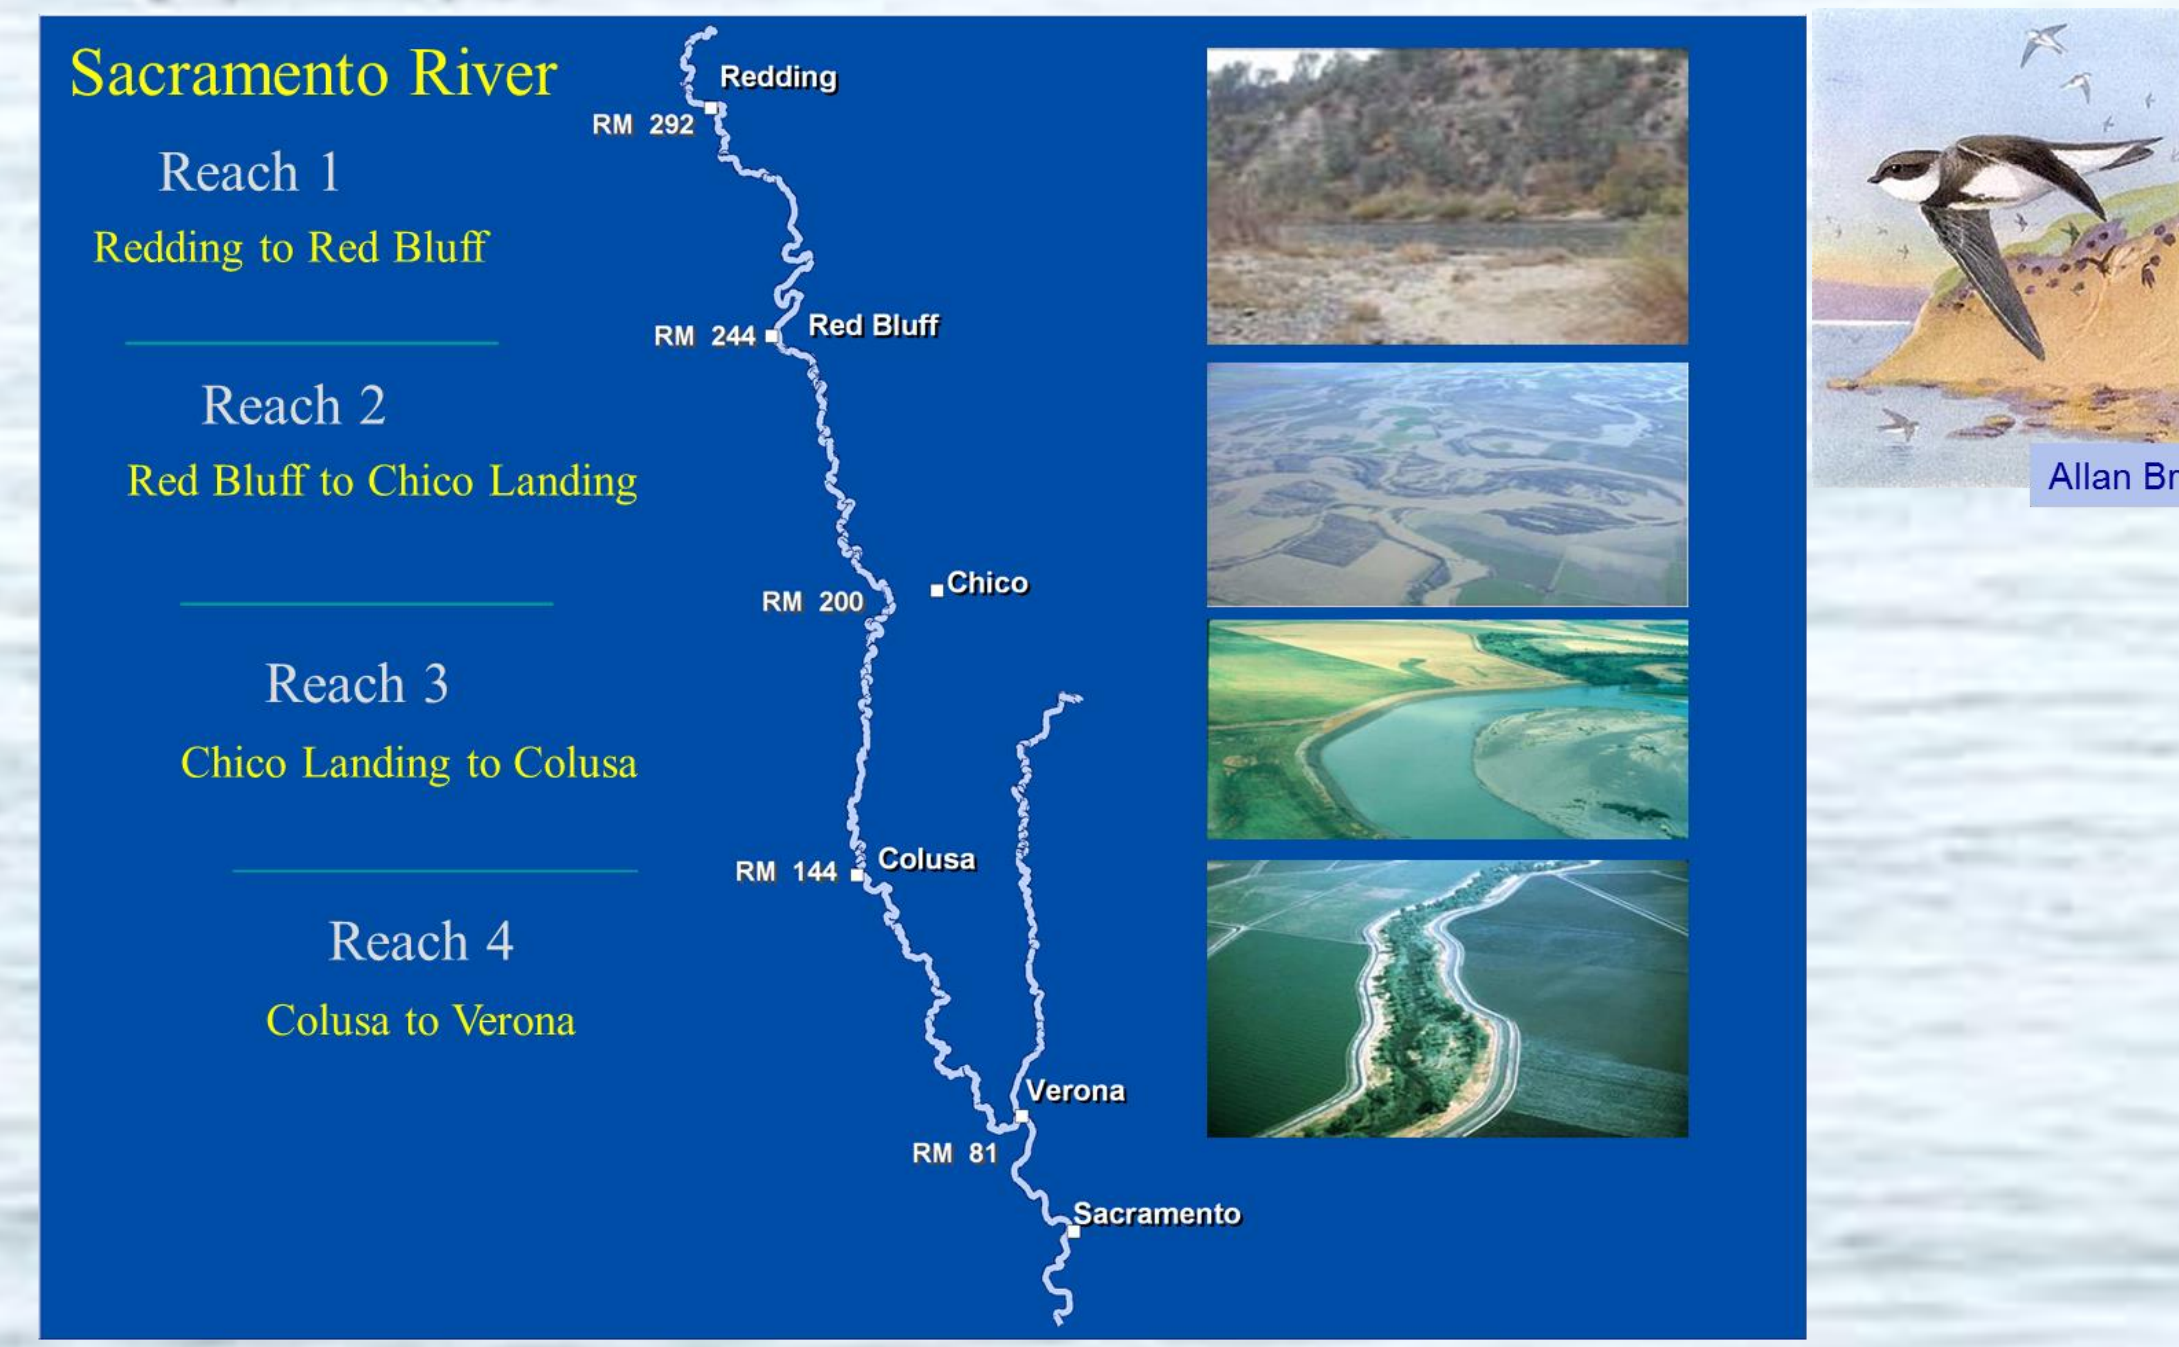 Sacramento River
Reach 1
Redding to Red Bluff
Reach 2
Red Bluff to Chico Landing
Reach 3
Chico Landing to Colusa
Reach 4
Colusa to Verona
Redding
RM 292
Red Bluff
RM 244
Chico
RM 200
Colusa
RM 144
Verona
RM 81
Sacramento
Allan